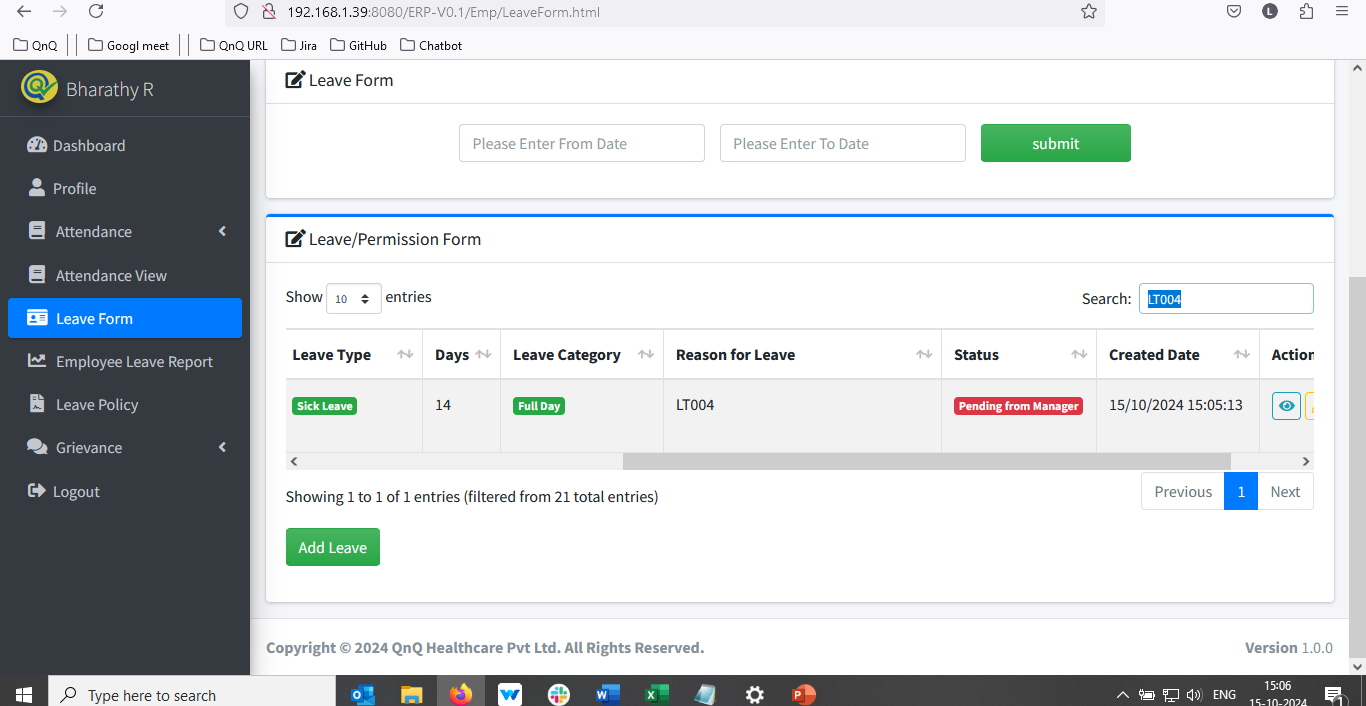 192.168.1.39:8080/ERP-V0.1/Emp/LeaveForm.html
QnQ Googl meet QnQ URL Jira GitHub Chatbot
Bharathy R
Dashboard
Profile
Attendance
Attendance View
Leave Form
Employee Leave Report
Leave Policy
Grievance
Logout
Leave Form
Please Enter From Date Please Enter To Date submit
Leave/Permission Form
Show 10 entries Search: LT004
Leave Type Days Leave Category Reason for Leave Status Created Date Action
Sick Leave 14 Full Day LT004 Pending from Manager 15/10/2024 15:05:13
Showing 1 to 1 of 1 entries (filtered from 21 total entries) Previous 1 Next
Add Leave
Copyright © 2024 QnQ Healthcare Pvt Ltd. All Rights Reserved. Version 1.0.0
Type here to search ENG 15:06
15-10-2024